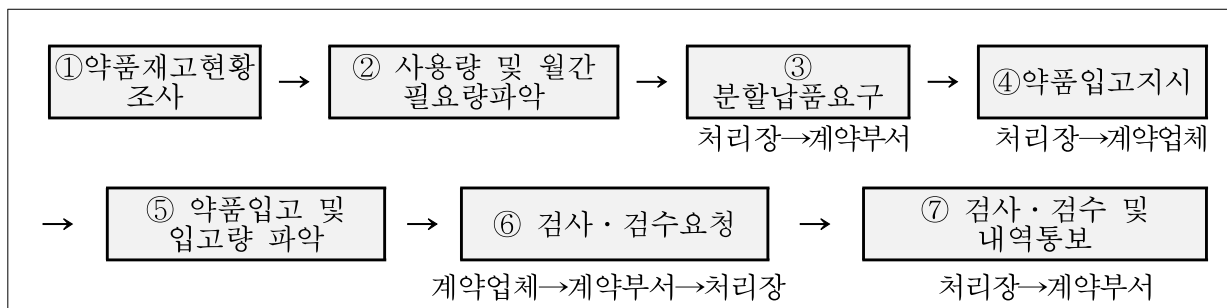 ①약품재고현황
조사
→
② 사용량 및 월간
필요량파악
→
③
분할납품요구
처리장→계약부서
→
④약품입고지시
처리장→계약업체
→
⑤ 약품입고 및
입고량 파악
→
⑥ 검사·검수요청
계약업체→계약부서→처리장
→
⑦ 검사·검수 및
내역통보
처리장→계약부서